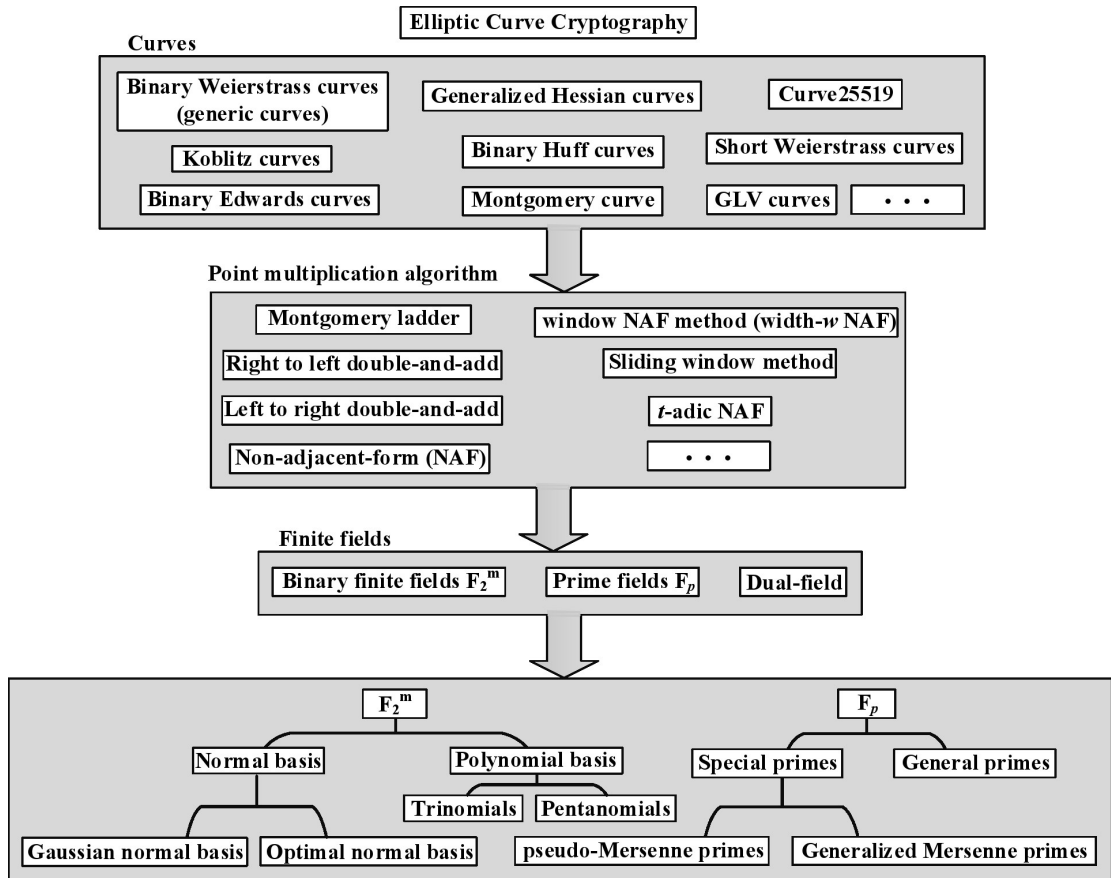 Elliptic Curve Cryptography
Curves
Binary Weierstrass curves
(generic curves)
Generalized Hessian curves
Curve25519
Koblitz curves
Binary Huff curves
Short Weierstrass curves
Binary Edwards curves
Montgomery curve
GLV curves
• • •
Point multiplication algorithm
Montgomery ladder
window NAF method (width-w NAF)
Right to left double-and-add
Sliding window method
Left to right double-and-add
t-adic NAF
Non-adjacent-form (NAF)
• • •
Finite fields
Binary finite fields F₂ᵐ
Prime fields Fₚ
Dual-field
F₂ᵐ
Fₚ
Normal basis
Polynomial basis
Special primes
General primes
Trinomials
Pentanomials
Gaussian normal basis
Optimal normal basis
pseudo-Mersenne primes
Generalized Mersenne primes